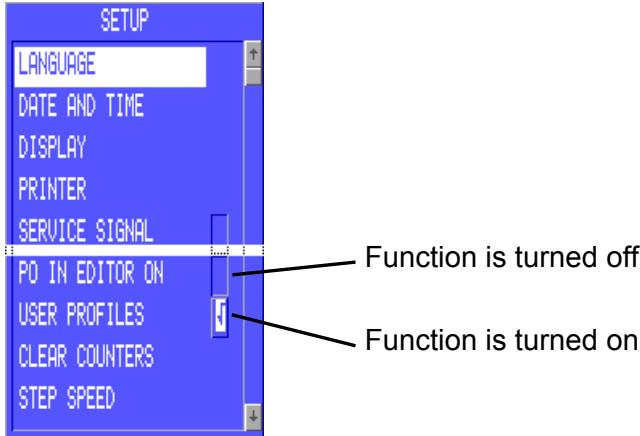 SETUP
LANGUAGE
DATE AND TIME
DISPLAY
PRINTER
SERVICE SIGNAL
PO IN EDITOR ON
Function is turned off
USER PROFILES
Function is turned on
CLEAR COUNTERS
STEP SPEED